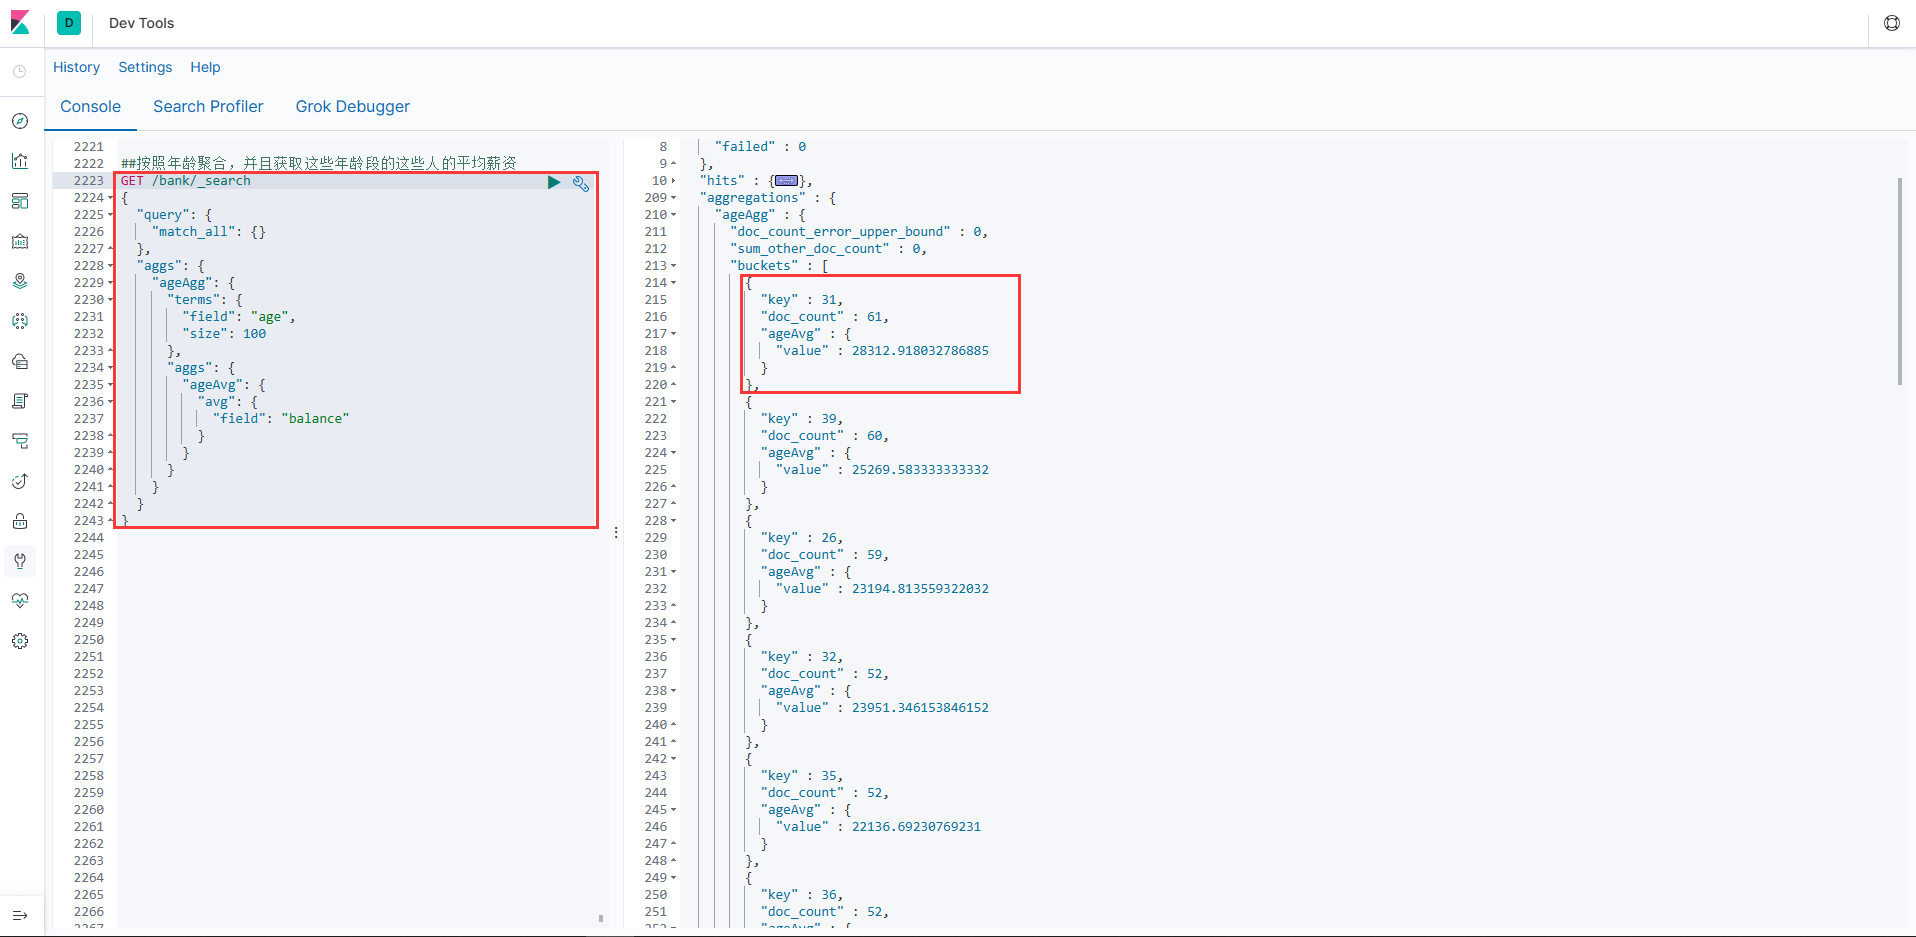 D
Dev Tools
History Settings Help
Console Search Profiler Grok Debugger
2221
2222 ##按照年龄聚合，并且获取这些年龄段的这些人的平均薪资
2223 GET /bank/_search
2224 {
2225 "query": {
2226 "match_all": {}
2227 },
2228 "aggs": {
2229 "ageAgg": {
2230 "terms": {
2231 "field": "age",
2232 "size": 100
2233 },
2234 "aggs": {
2235 "ageAvg": {
2236 "avg": {
2237 "field": "balance"
2238 }
2239 }
2240 }
2241 }
2242 }
2243 }
2244
2245
2246
2247
2248
2249
2250
2251
2252
2253
2254
2255
2256
2257
2258
2259
2260
2261
2262
2263
2264
2265
2266
2267
8 "failed" : 0
9 },
10 "hits" : {},
209 "aggregations" : {
210 "ageAgg" : {
211 "doc_count_error_upper_bound" : 0,
212 "sum_other_doc_count" : 0,
213 "buckets" : [
214 {
215 "key" : 31,
216 "doc_count" : 61,
217 "ageAvg" : {
218 "value" : 28312.918032786885
219 }
220 },
221 {
222 "key" : 39,
223 "doc_count" : 60,
224 "ageAvg" : {
225 "value" : 25269.583333333332
226 }
227 },
228 {
229 "key" : 26,
230 "doc_count" : 59,
231 "ageAvg" : {
232 "value" : 23194.813559322032
233 }
234 },
235 {
236 "key" : 32,
237 "doc_count" : 52,
238 "ageAvg" : {
239 "value" : 23951.346153846152
240 }
241 },
242 {
243 "key" : 35,
244 "doc_count" : 52,
245 "ageAvg" : {
246 "value" : 22136.69230769231
247 }
248 },
249 {
250 "key" : 36,
251 "doc_count" : 52,
252 "ageAvg" : {